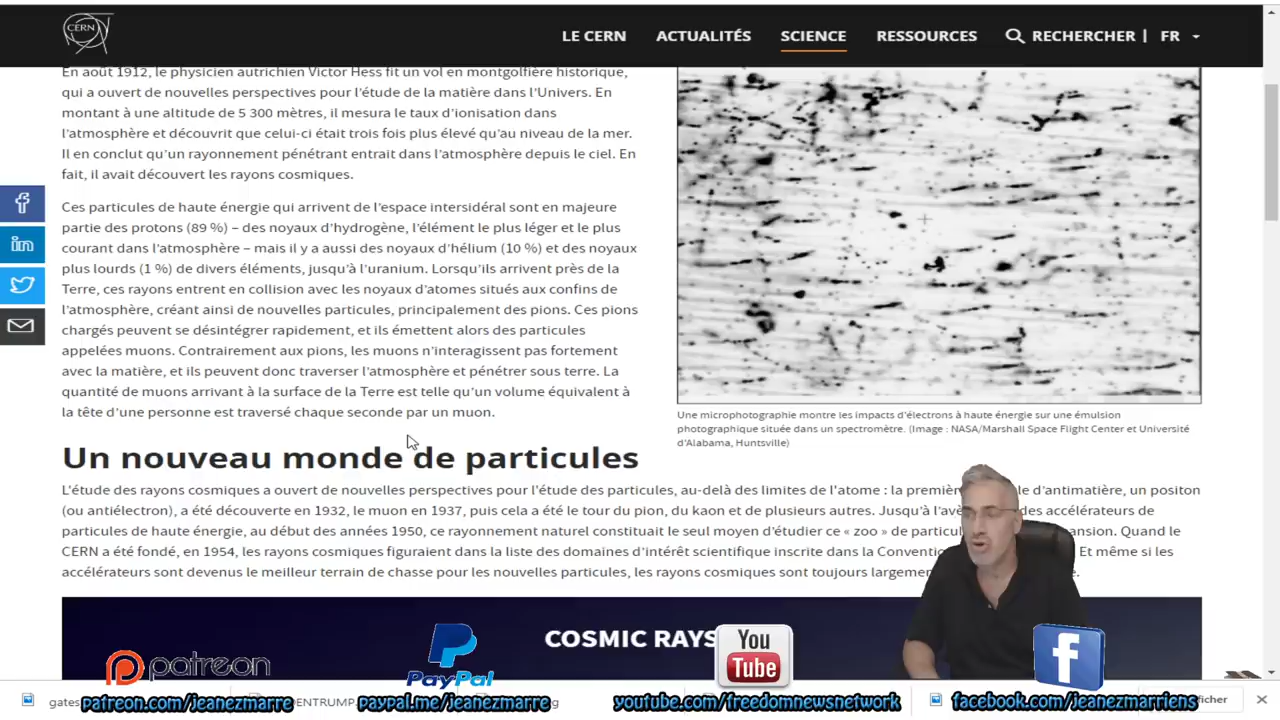 CERN
LE CERN ACTUALITÉS SCIENCE RESSOURCES RECHERCHER | FR
En août 1912, le physicien autrichien Victor Hess fit un vol en montgolfière historique,
qui a ouvert de nouvelles perspectives pour l'étude de la matière dans l'Univers. En
montant à une altitude de 5 300 mètres, il mesura le taux d'ionisation dans
l'atmosphère et découvrit que celui-ci était trois fois plus élevé qu'au niveau de la mer.
Il en conclut qu'un rayonnement pénétrant entrait dans l'atmosphère depuis le ciel. En
fait, il avait découvert les rayons cosmiques.
Ces particules de haute énergie qui arrivent de l'espace intersidéral sont en majeure
partie des protons (89 %) – des noyaux d'hydrogène, l'élément le plus léger et le plus
courant dans l'atmosphère – mais il y a aussi des noyaux d'hélium (10 %) et des noyaux
plus lourds (1 %) de divers éléments, jusqu'à l'uranium. Lorsqu'ils arrivent près de la
Terre, ces rayons entrent en collision avec les noyaux d'atomes situés aux confins de
l'atmosphère, créant ainsi de nouvelles particules, principalement des pions. Ces pions
chargés peuvent se désintégrer rapidement, et ils émettent alors des particules
appelées muons. Contrairement aux pions, les muons n'interagissent pas fortement
avec la matière, et ils peuvent donc traverser l'atmosphère et pénétrer sous terre. La
quantité de muons arrivant à la surface de la Terre est telle qu'un volume équivalent à
la tête d'une personne est traversé chaque seconde par un muon.
Une microphotographie montre les impacts d'électrons à haute énergie sur une émulsion
photographique située dans un spectromètre. (Image : NASA/Marshall Space Flight Center et Université
d'Alabama, Huntsville)
Un nouveau monde de particules
L'étude des rayons cosmiques a ouvert de nouvelles perspectives pour l'étude des particules, au-delà des limites de l'atome : la premiè d'antimatière, un positon
(ou antiélectron), a été découverte en 1932, le muon en 1937, puis cela a été le tour du pion, du kaon et de plusieurs autres. Jusqu'à des accélérateurs de
particules de haute énergie, au début des années 1950, ce rayonnement naturel constituait le seul moyen d'étudier ce « zoo » de Quand le
CERN a été fondé, en 1954, les rayons cosmiques figuraient dans la liste des domaines d'intérêt scientifique inscrite dans la Et même si les
accélérateurs sont devenus le meilleur terrain de chasse pour les nouvelles particules, les rayons cosmiques sont toujours
COSMIC RAYS
patreon PayPal You Tube
patreon.com/jeanezmarre paypal.me/jeanezmarre youtube.com/freedomnewsnetwork facebook.com/jeanezmarriens